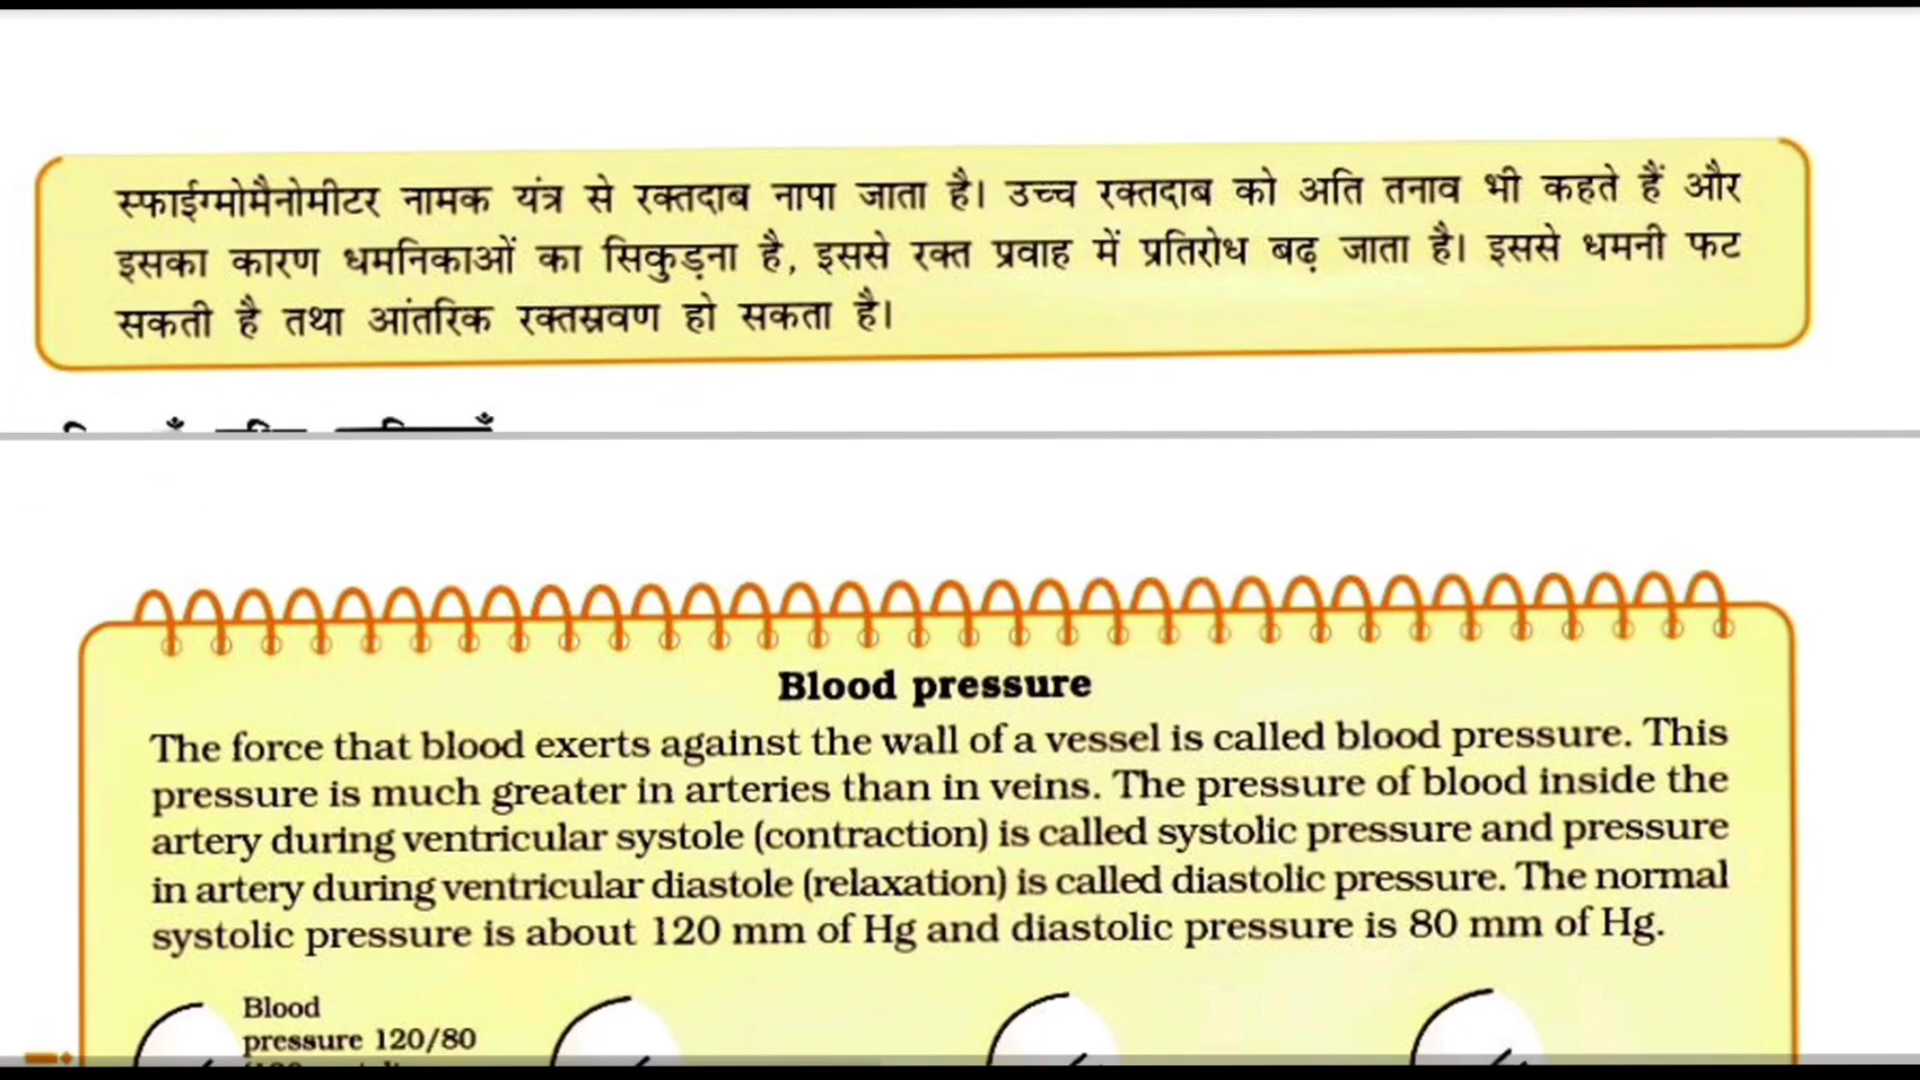 स्फाईग्मोमैनोमीटर नामक यंत्र से रक्तदाब नापा जाता है। उच्च रक्तदाब को अति तनाव भी कहते हैं और
इसका कारण धमनिकाओं का सिकुड़ना है, इससे रक्त प्रवाह में प्रतिरोध बढ़ जाता है। इससे धमनी फट
सकती है तथा आंतरिक रक्तस्रवण हो सकता है।
Blood pressure
The force that blood exerts against the wall of a vessel is called blood pressure. This
pressure is much greater in arteries than in veins. The pressure of blood inside the
artery during ventricular systole (contraction) is called systolic pressure and pressure
in artery during ventricular diastole (relaxation) is called diastolic pressure. The normal
systolic pressure is about 120 mm of Hg and diastolic pressure is 80 mm of Hg.
Blood
pressure 120/80